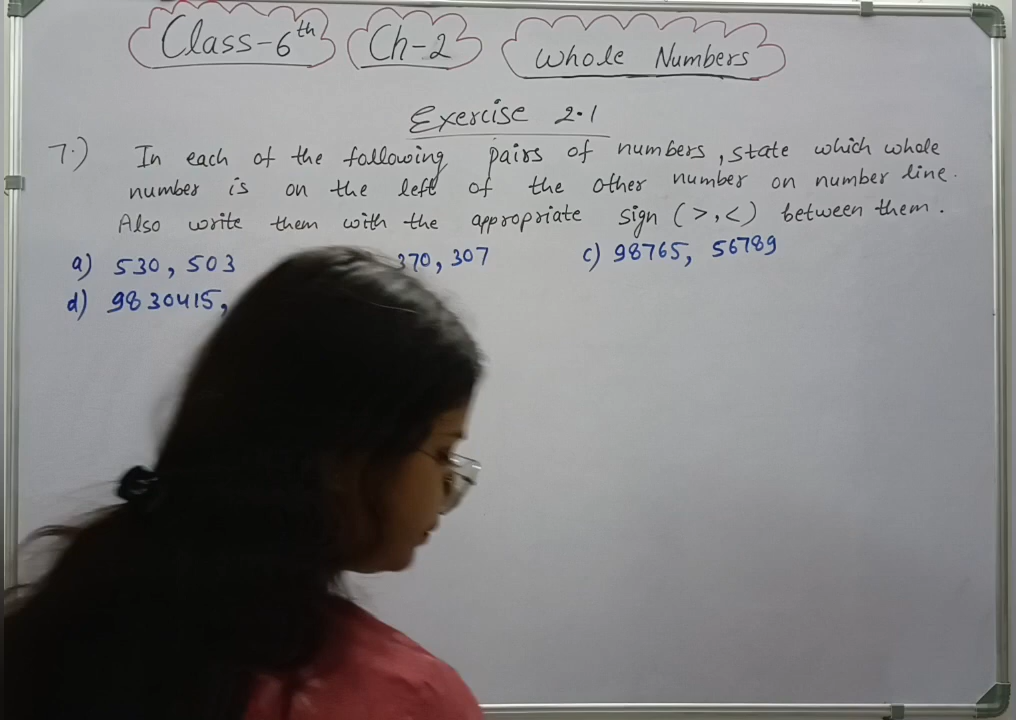 Class-6th Ch-2 Whole Numbers
Exercise 2.1
7.) In each of the following pairs of numbers, state which whole
number is on the left of the other number on number line.
Also write them with the appropriate sign (>,<) between them.
a) 530, 503 370, 307 c) 98765, 56789
d) 9830415,